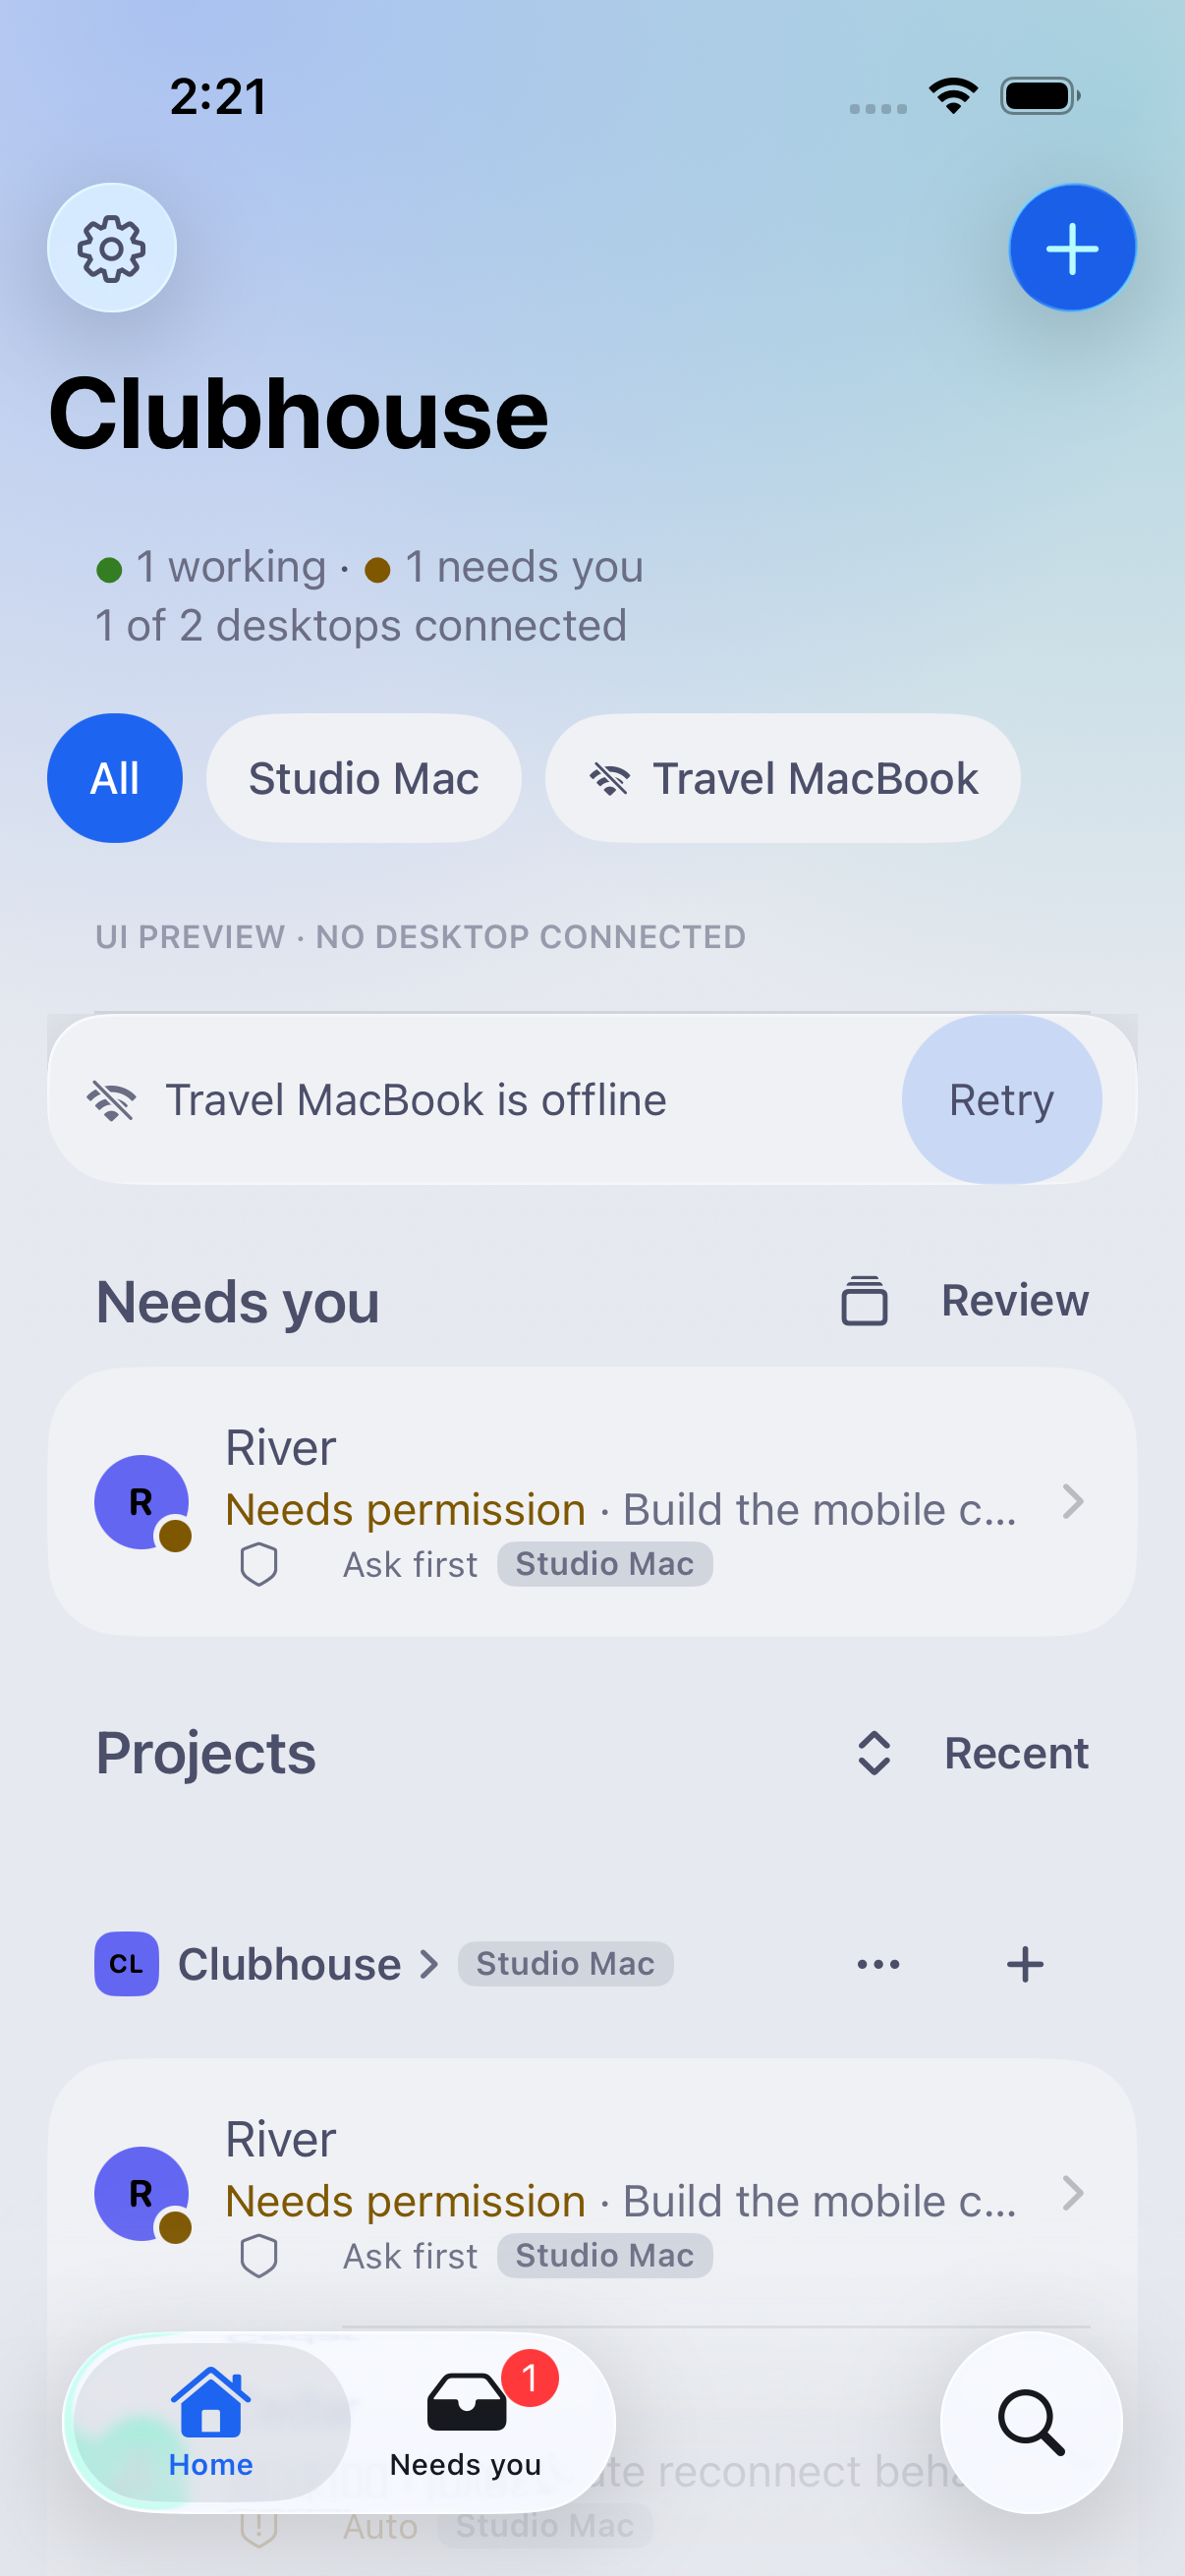 2:21
Clubhouse
1 working · 1 needs you
1 of 2 desktops connected
All
Studio Mac
Travel MacBook
UI PREVIEW · NO DESKTOP CONNECTED
Travel MacBook is offline
Retry
Needs you
Review
River
R
Needs permission · Build the mobile c...
Ask first
Studio Mac
Projects
Recent
CL
Clubhouse
Studio Mac
River
R
Needs permission · Build the mobile c...
Ask first
Studio Mac
1
Home
Needs you
reconnect
Auto
Studio Mac